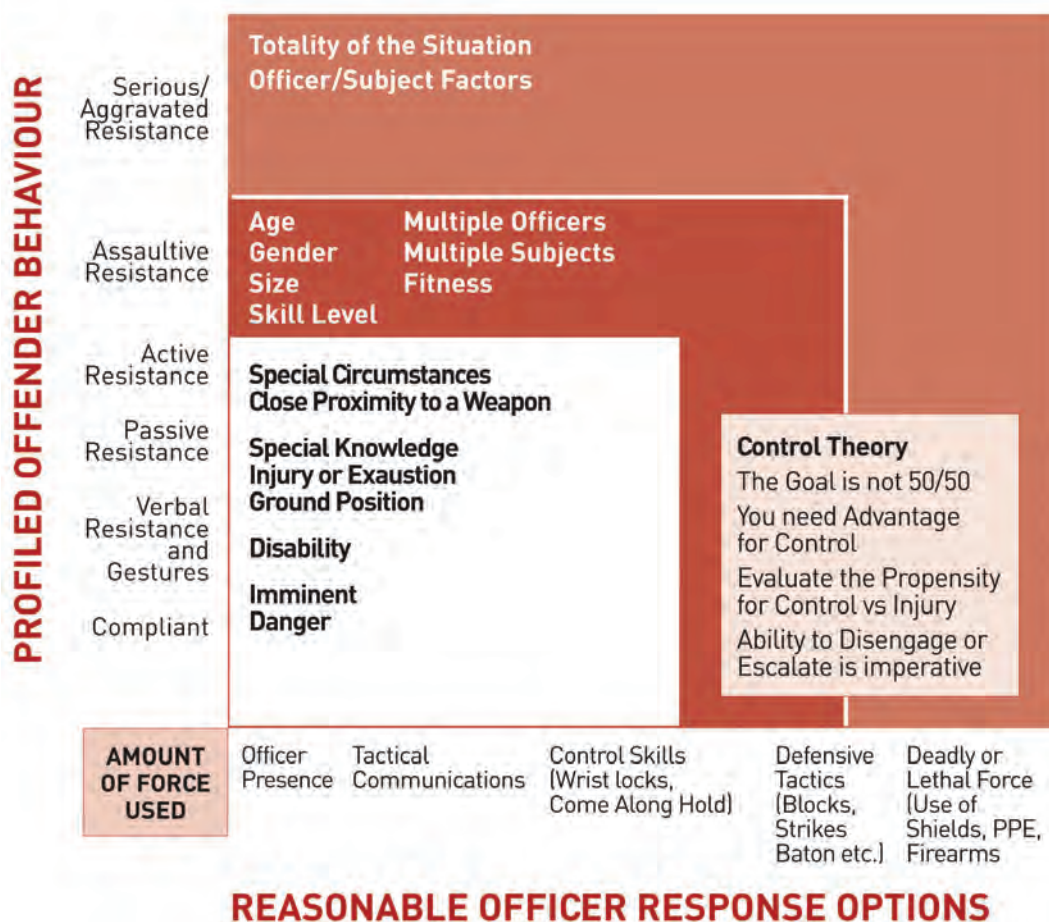 PROFILED OFFENDER BEHAVIOUR
Serious/
Aggravated
Resistance
Assaultive
Resistance
Active
Resistance
Passive
Resistance
Verbal
Resistance
and
Gestures
Compliant
Totality of the Situation
Officer/Subject Factors
Age
Gender
Size
Skill Level
Multiple Officers
Multiple Subjects
Fitness
Special Circumstances
Close Proximity to a Weapon
Special Knowledge
Injury or Exaustion
Ground Position
Disability
Imminent
Danger
Control Theory
The Goal is not 50/50
You need Advantage
for Control
Evaluate the Propensity
for Control vs Injury
Ability to Disengage or
Escalate is imperative
AMOUNT
OF FORCE
USED
Officer
Presence
Tactical
Communications
Control Skills
(Wrist locks,
Come Along Hold)
Defensive
Tactics
(Blocks,
Strikes
Baton etc.)
Deadly or
Lethal Force
(Use of
Shields, PPE,
Firearms
REASONABLE OFFICER RESPONSE OPTIONS